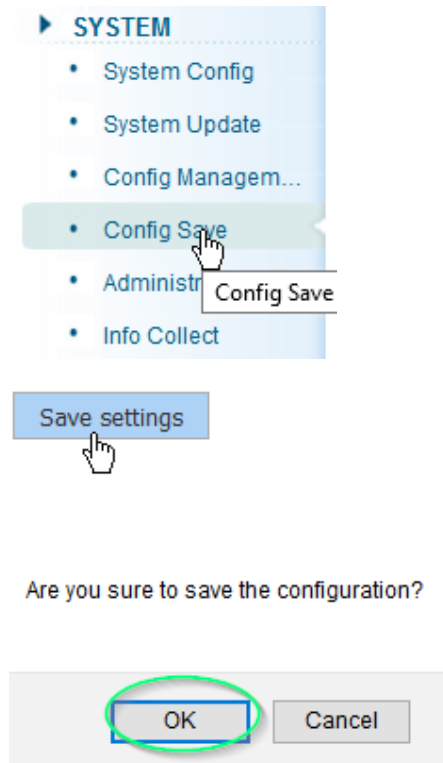 SYSTEM
System Config
System Update
Config Managem...
Config Save
Administr
Config Save
Info Collect
Save settings
Are you sure to save the configuration?
OK Cancel